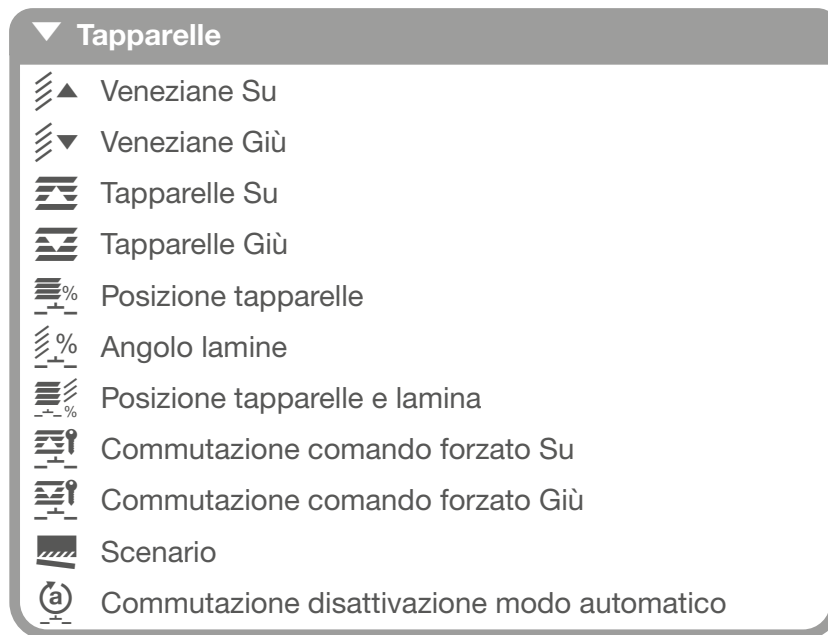 Tapparelle
Veneziane Su
Veneziane Giù
Tapparelle Su
Tapparelle Giù
% Posizione tapparelle
% Angolo lamine
% Posizione tapparelle e lamina
Commutazione comando forzato Su
Commutazione comando forzato Giù
Scenario
a Commutazione disattivazione modo automatico